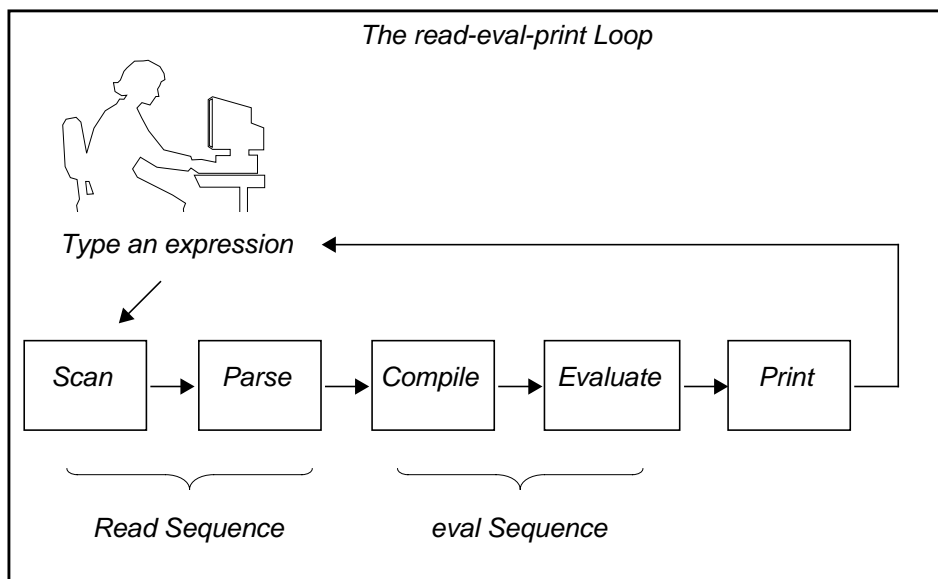 The read-eval-print Loop
Type an expression
Scan
Parse
Compile
Evaluate
Print
Read Sequence
eval Sequence